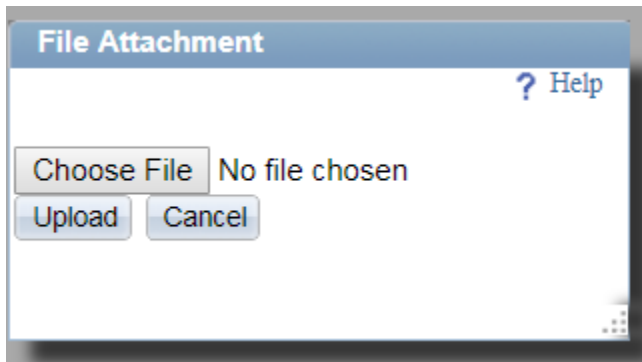 File Attachment
? Help
Choose File No file chosen
Upload Cancel